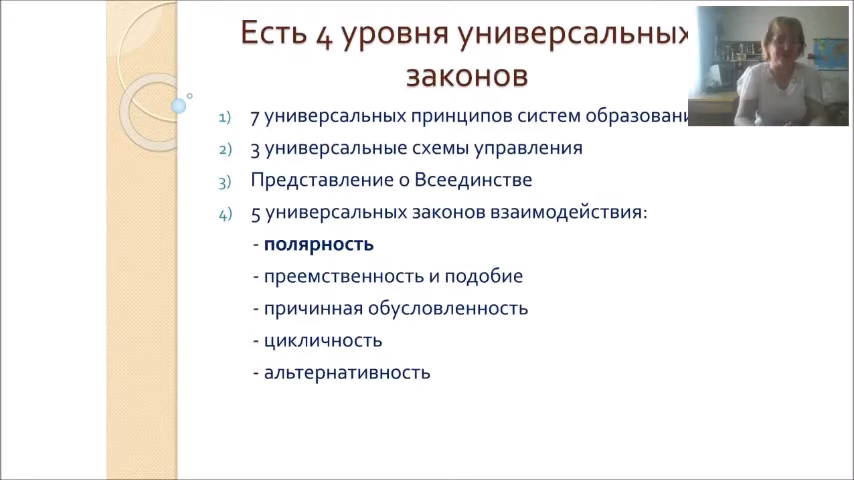 Есть 4 уровня универсальных
законов
1) 7 универсальных принципов систем
2) 3 универсальные схемы управления
3) Представление о Всеединстве
4) 5 универсальных законов взаимодействия:
- полярность
- преемственность и подобие
- причинная обусловленность
- цикличность
- альтернативность